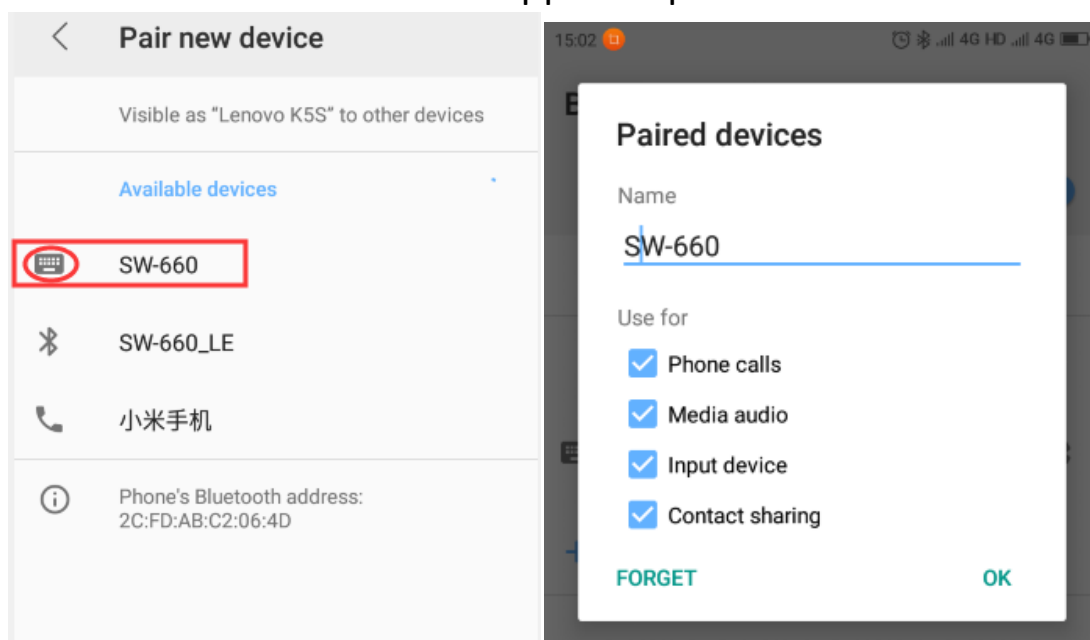 Pair new device
Visible as “Lenovo K5S” to other devices
Available devices
SW-660
SW-660_LE
小米手机
Phone's Bluetooth address:
2C:FD:AB:C2:06:4D
15:02
4G HD 4G
Paired devices
Name
SW-660
Use for
Phone calls
Media audio
Input device
Contact sharing
FORGET
OK